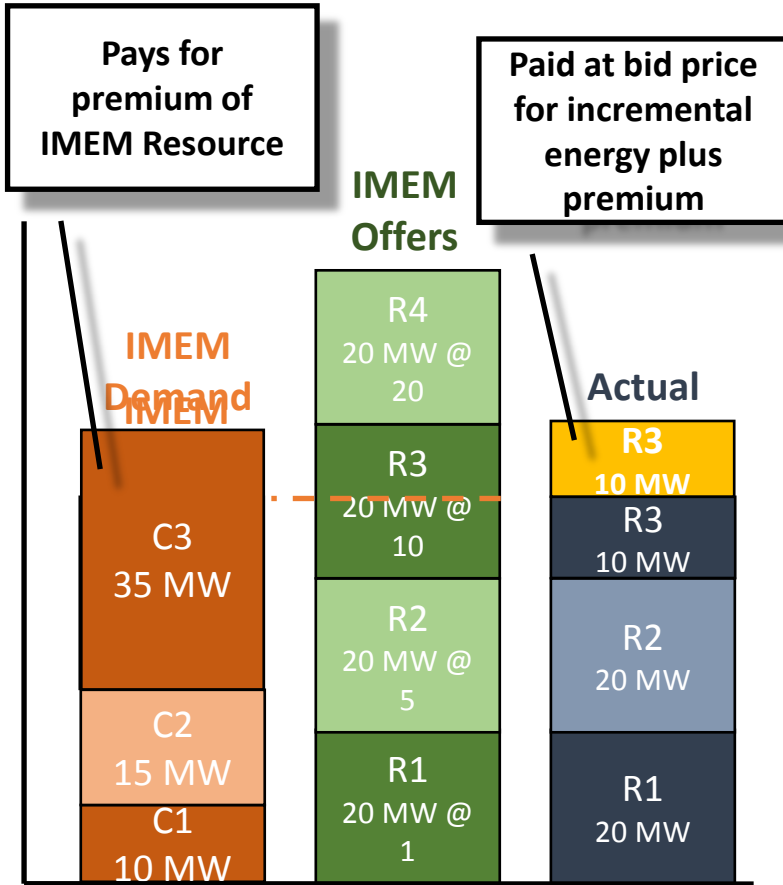 Pays for
premium of
IMEM Resource
Paid at bid price
for incremental
energy plus
premium
IMEM
Offers
IMEM
Demand
IMEM
Actual
C3
35 MW
C2
15 MW
C1
10 MW
R4
20 MW @
20
R3
20 MW @
10
R2
20 MW @
5
R1
20 MW @
1
R3
10 MW
R3
10 MW
R2
20 MW
R1
20 MW